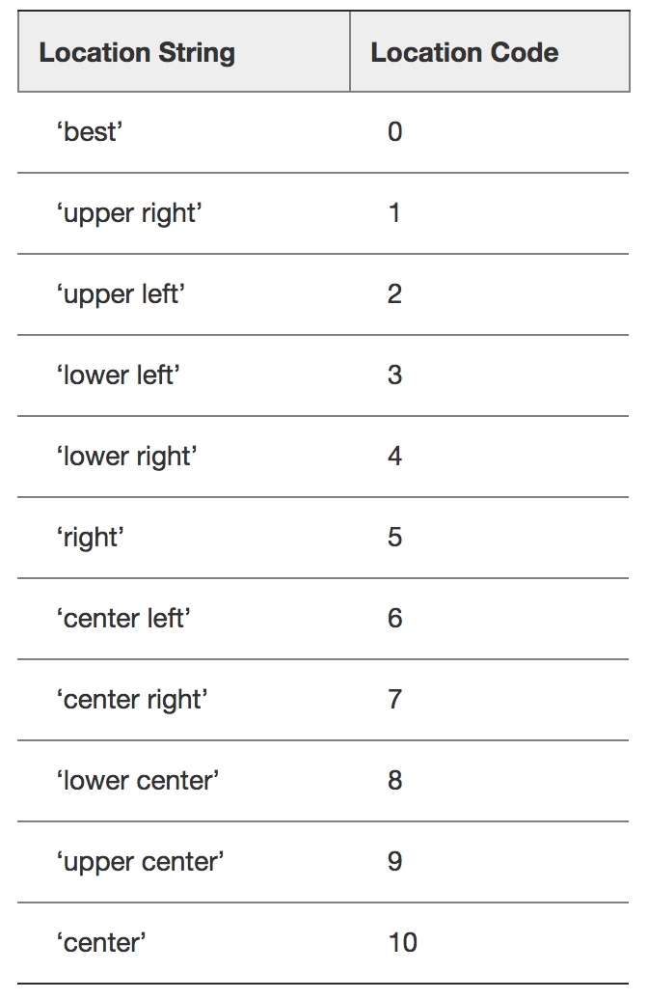 Location String Location Code
‘best’ 0
‘upper right’ 1
‘upper left’ 2
‘lower left’ 3
‘lower right’ 4
‘right’ 5
‘center left’ 6
‘center right’ 7
‘lower center’ 8
‘upper center’ 9
‘center’ 10